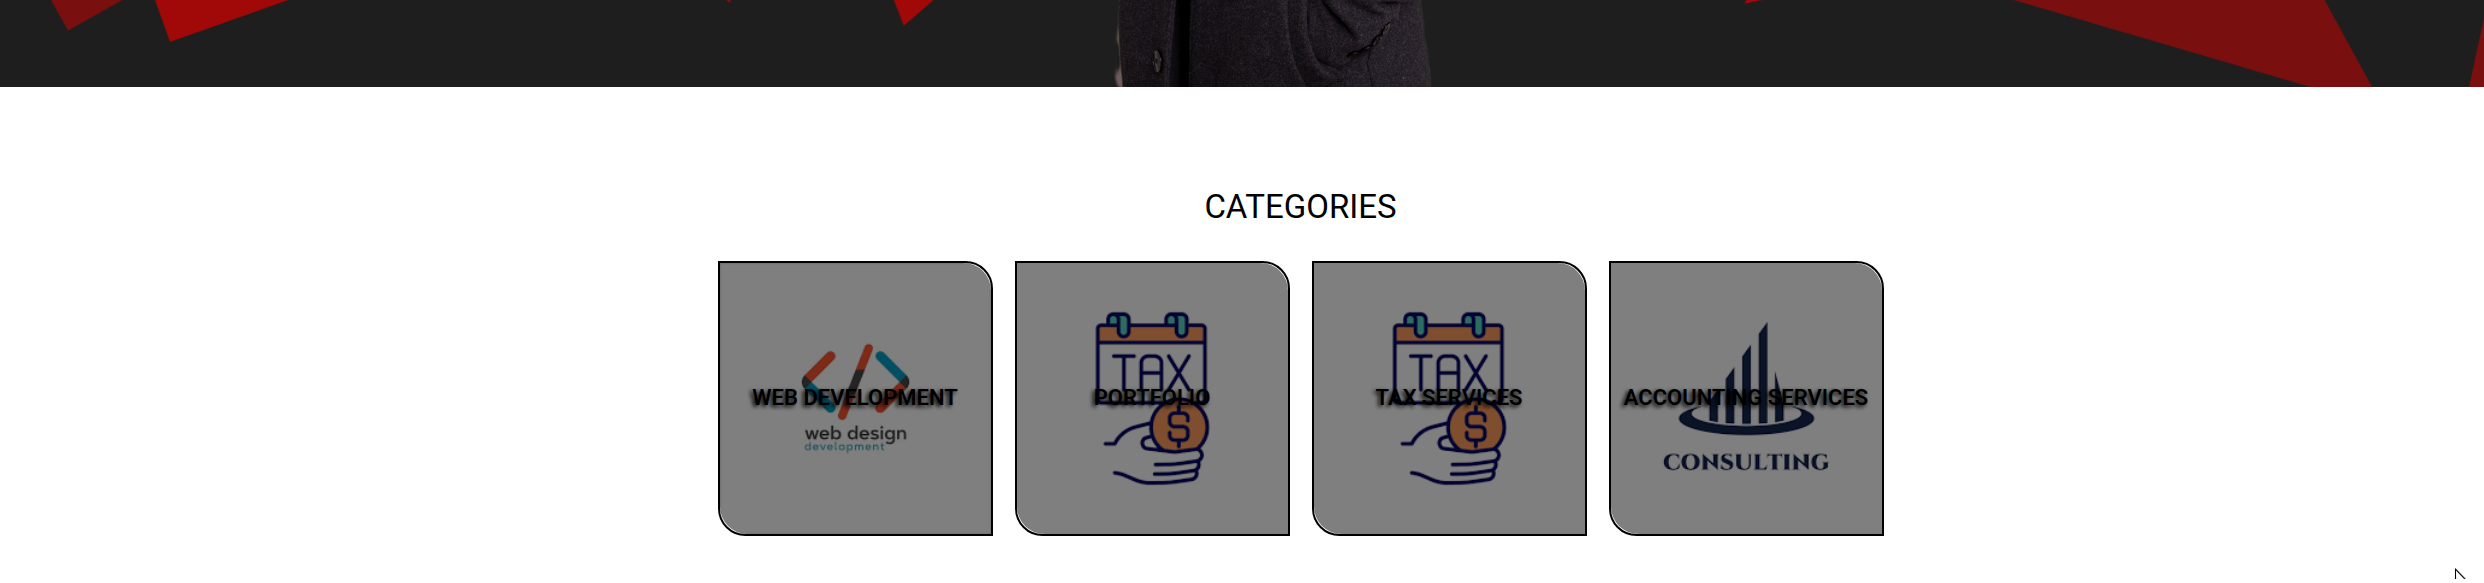 CATEGORIES
WEB DEVELOPMENT
web design
development
TAX
PORTFOLIO
$
TAX
TAX SERVICES
$
ACCOUNTING SERVICES
CONSULTING